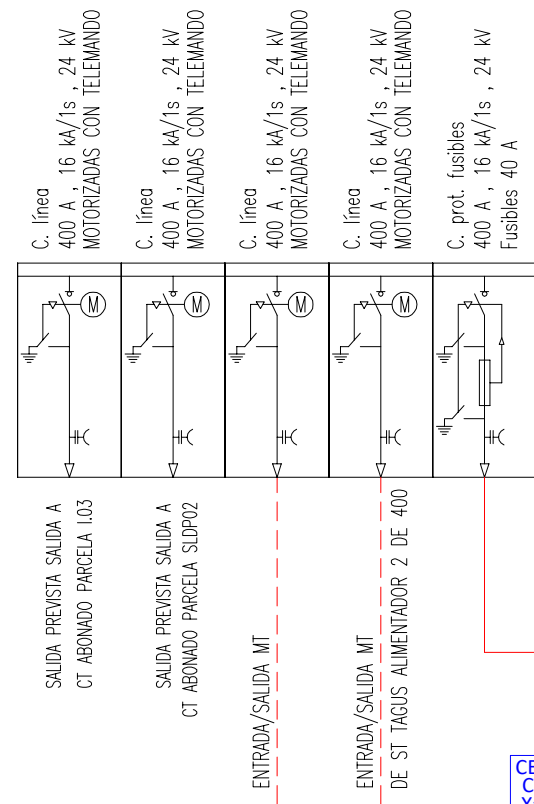 C. línea
400 A , 16 kA/1s , 24 kV
MOTORIZADAS CON TELEMANDO
C. línea
400 A , 16 kA/1s , 24 kV
MOTORIZADAS CON TELEMANDO
C. línea
400 A , 16 kA/1s , 24 kV
MOTORIZADAS CON TELEMANDO
C. línea
400 A , 16 kA/1s , 24 kV
MOTORIZADAS CON TELEMANDO
C. prot. fusibles
400 A , 16 kA/1s , 24 kV
Fusibles 40 A
M
M
M
M
SALIDA PREVISTA SALIDA A
CT ABONADO PARCELA I.03
SALIDA PREVISTA SALIDA A
CT ABONADO PARCELA SLDP02
ENTRADA/SALIDA MT
ENTRADA/SALIDA MT
DE ST TAGUS ALIMENTADOR 2 DE 400